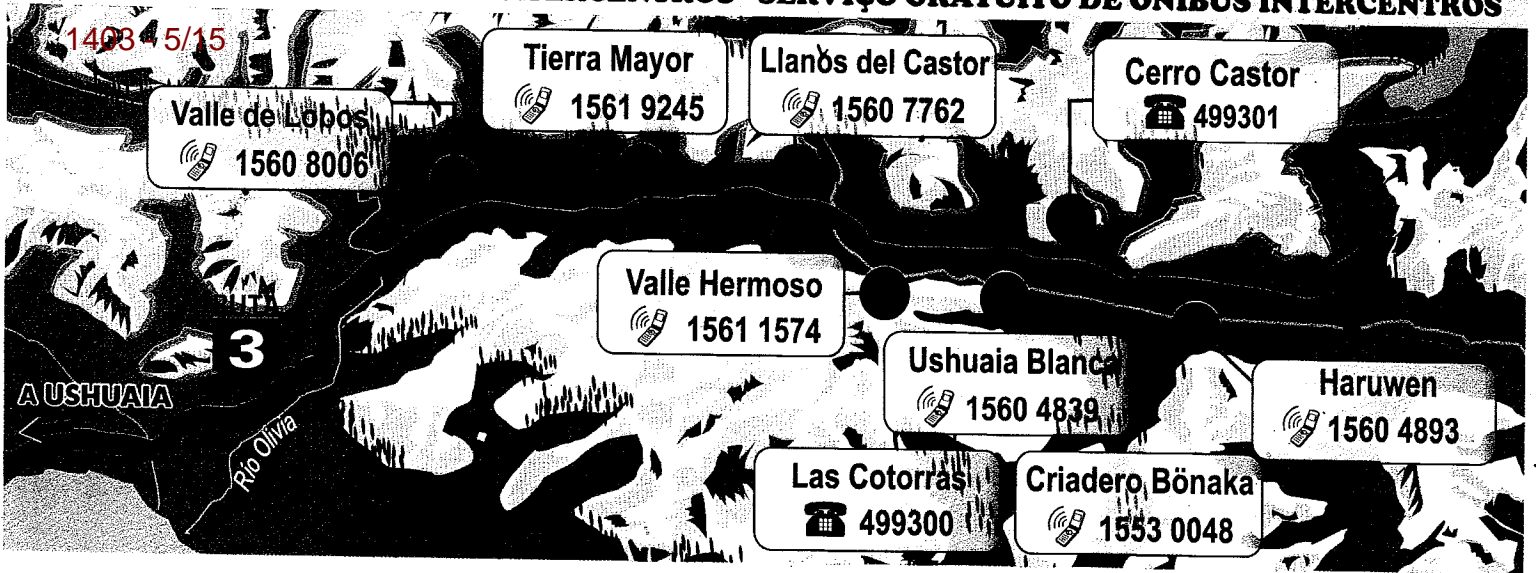 SERVIÇO GRATUITO DE ÔNIBUS INTERCENTROS
1403 - 5/15
Tierra Mayor
1561 9245
Llanos del Castor
1560 7762
Cerro Castor
499301
Valle de Lobos
1560 8006
Valle Hermoso
1561 1574
RUTA
3
Ushuaia Blanca
1560 4839
Haruwen
1560 4893
A USHUAIA
Rio Olivia
Las Cotorras
499300
Criadero Bönaka
1553 0048